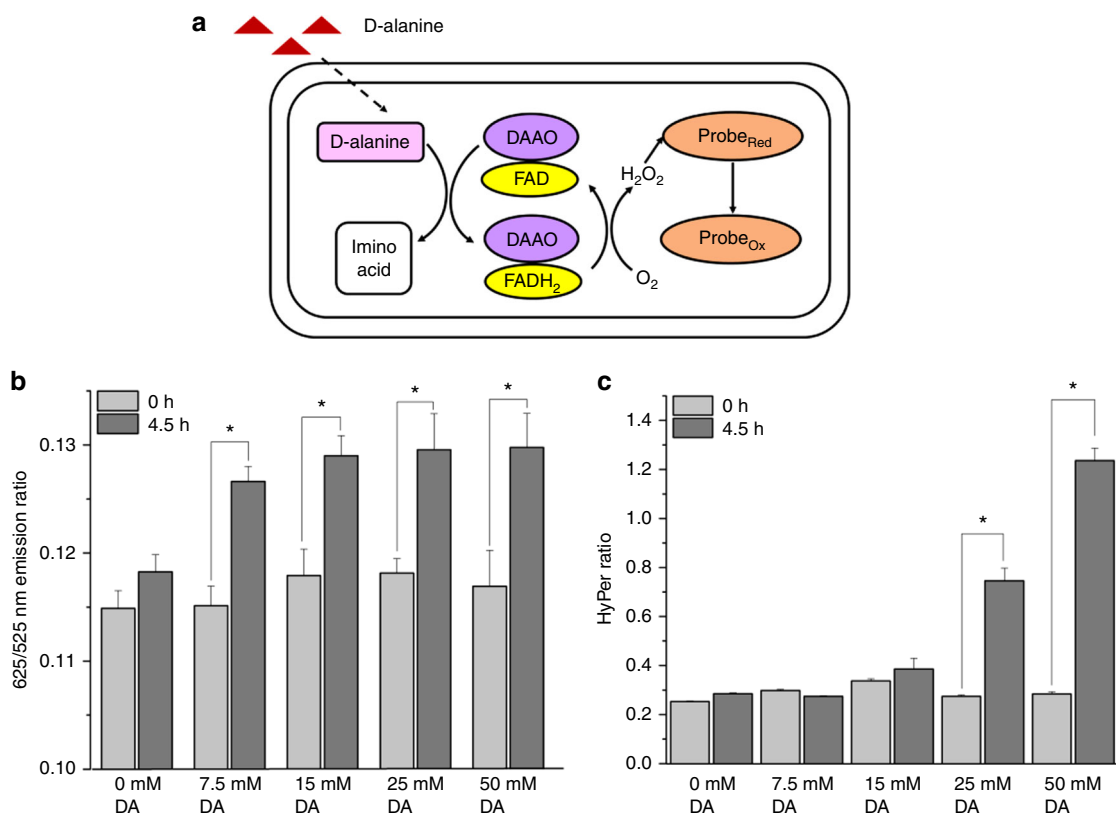 a
D-alanine
D-alanine
DAAO
FAD
Imino
acid
DAAO
FADH₂
H₂O₂
O₂
Probe_Red
Probe_Ox
b
0 h
4.5 h
*
*
*
*
625/525 nm emission ratio
0.13
0.12
0.11
0.10
0 mM
DA
7.5 mM
DA
15 mM
DA
25 mM
DA
50 mM
DA
c
0 h
4.5 h
*
*
HyPer ratio
1.4
1.2
1.0
0.8
0.6
0.4
0.2
0.0
0 mM
DA
7.5 mM
DA
15 mM
DA
25 mM
DA
50 mM
DA